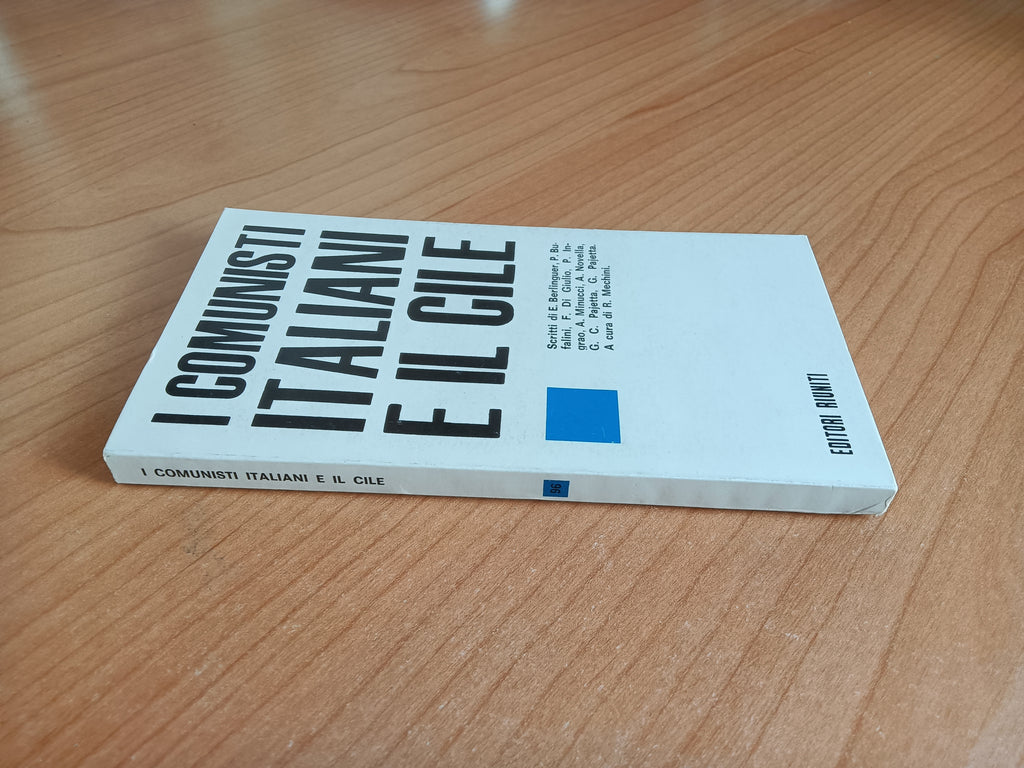 I COMUNISTI
ITALIANI
E IL CILE
Scritti di E. Berlinguer, P. Bu-
falini, F. Di Giulio, P. In-
grao, A. Minucci, A. Novella,
G. C. Pajetta, G. Pajetta.
A cura di R. Mechini.
EDITORI RIUNITI
I COMUNISTI ITALIANI E IL CILE
96